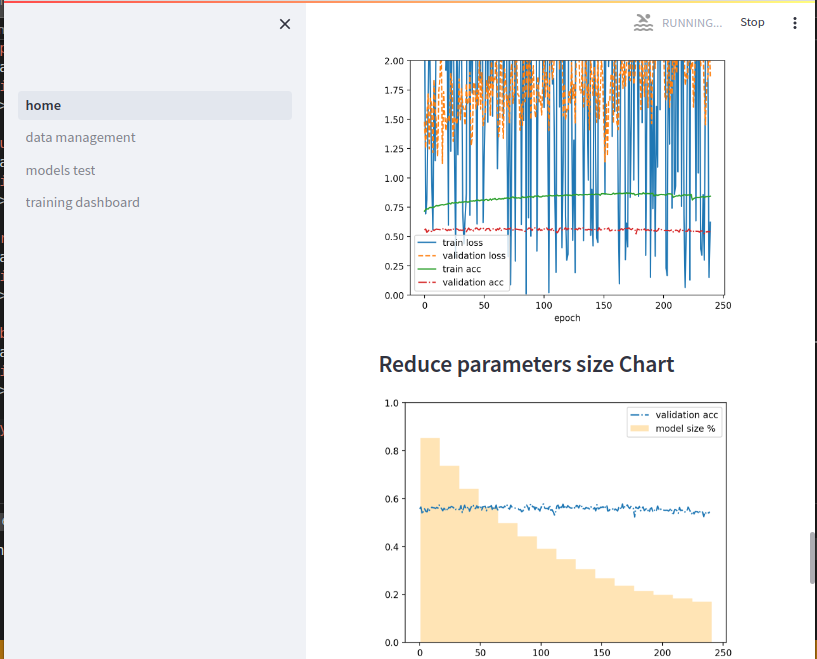 RUNNING...
Stop
home
data management
models test
training dashboard
2.00
1.75
1.50
1.25
1.00
0.75
0.50
0.25
0.00
train loss
validation loss
train acc
validation acc
0 50 100 150 200 250
epoch
Reduce parameters size Chart
1.0
0.8
0.6
0.4
0.2
0.0
validation acc
model size %
0 50 100 150 200 250